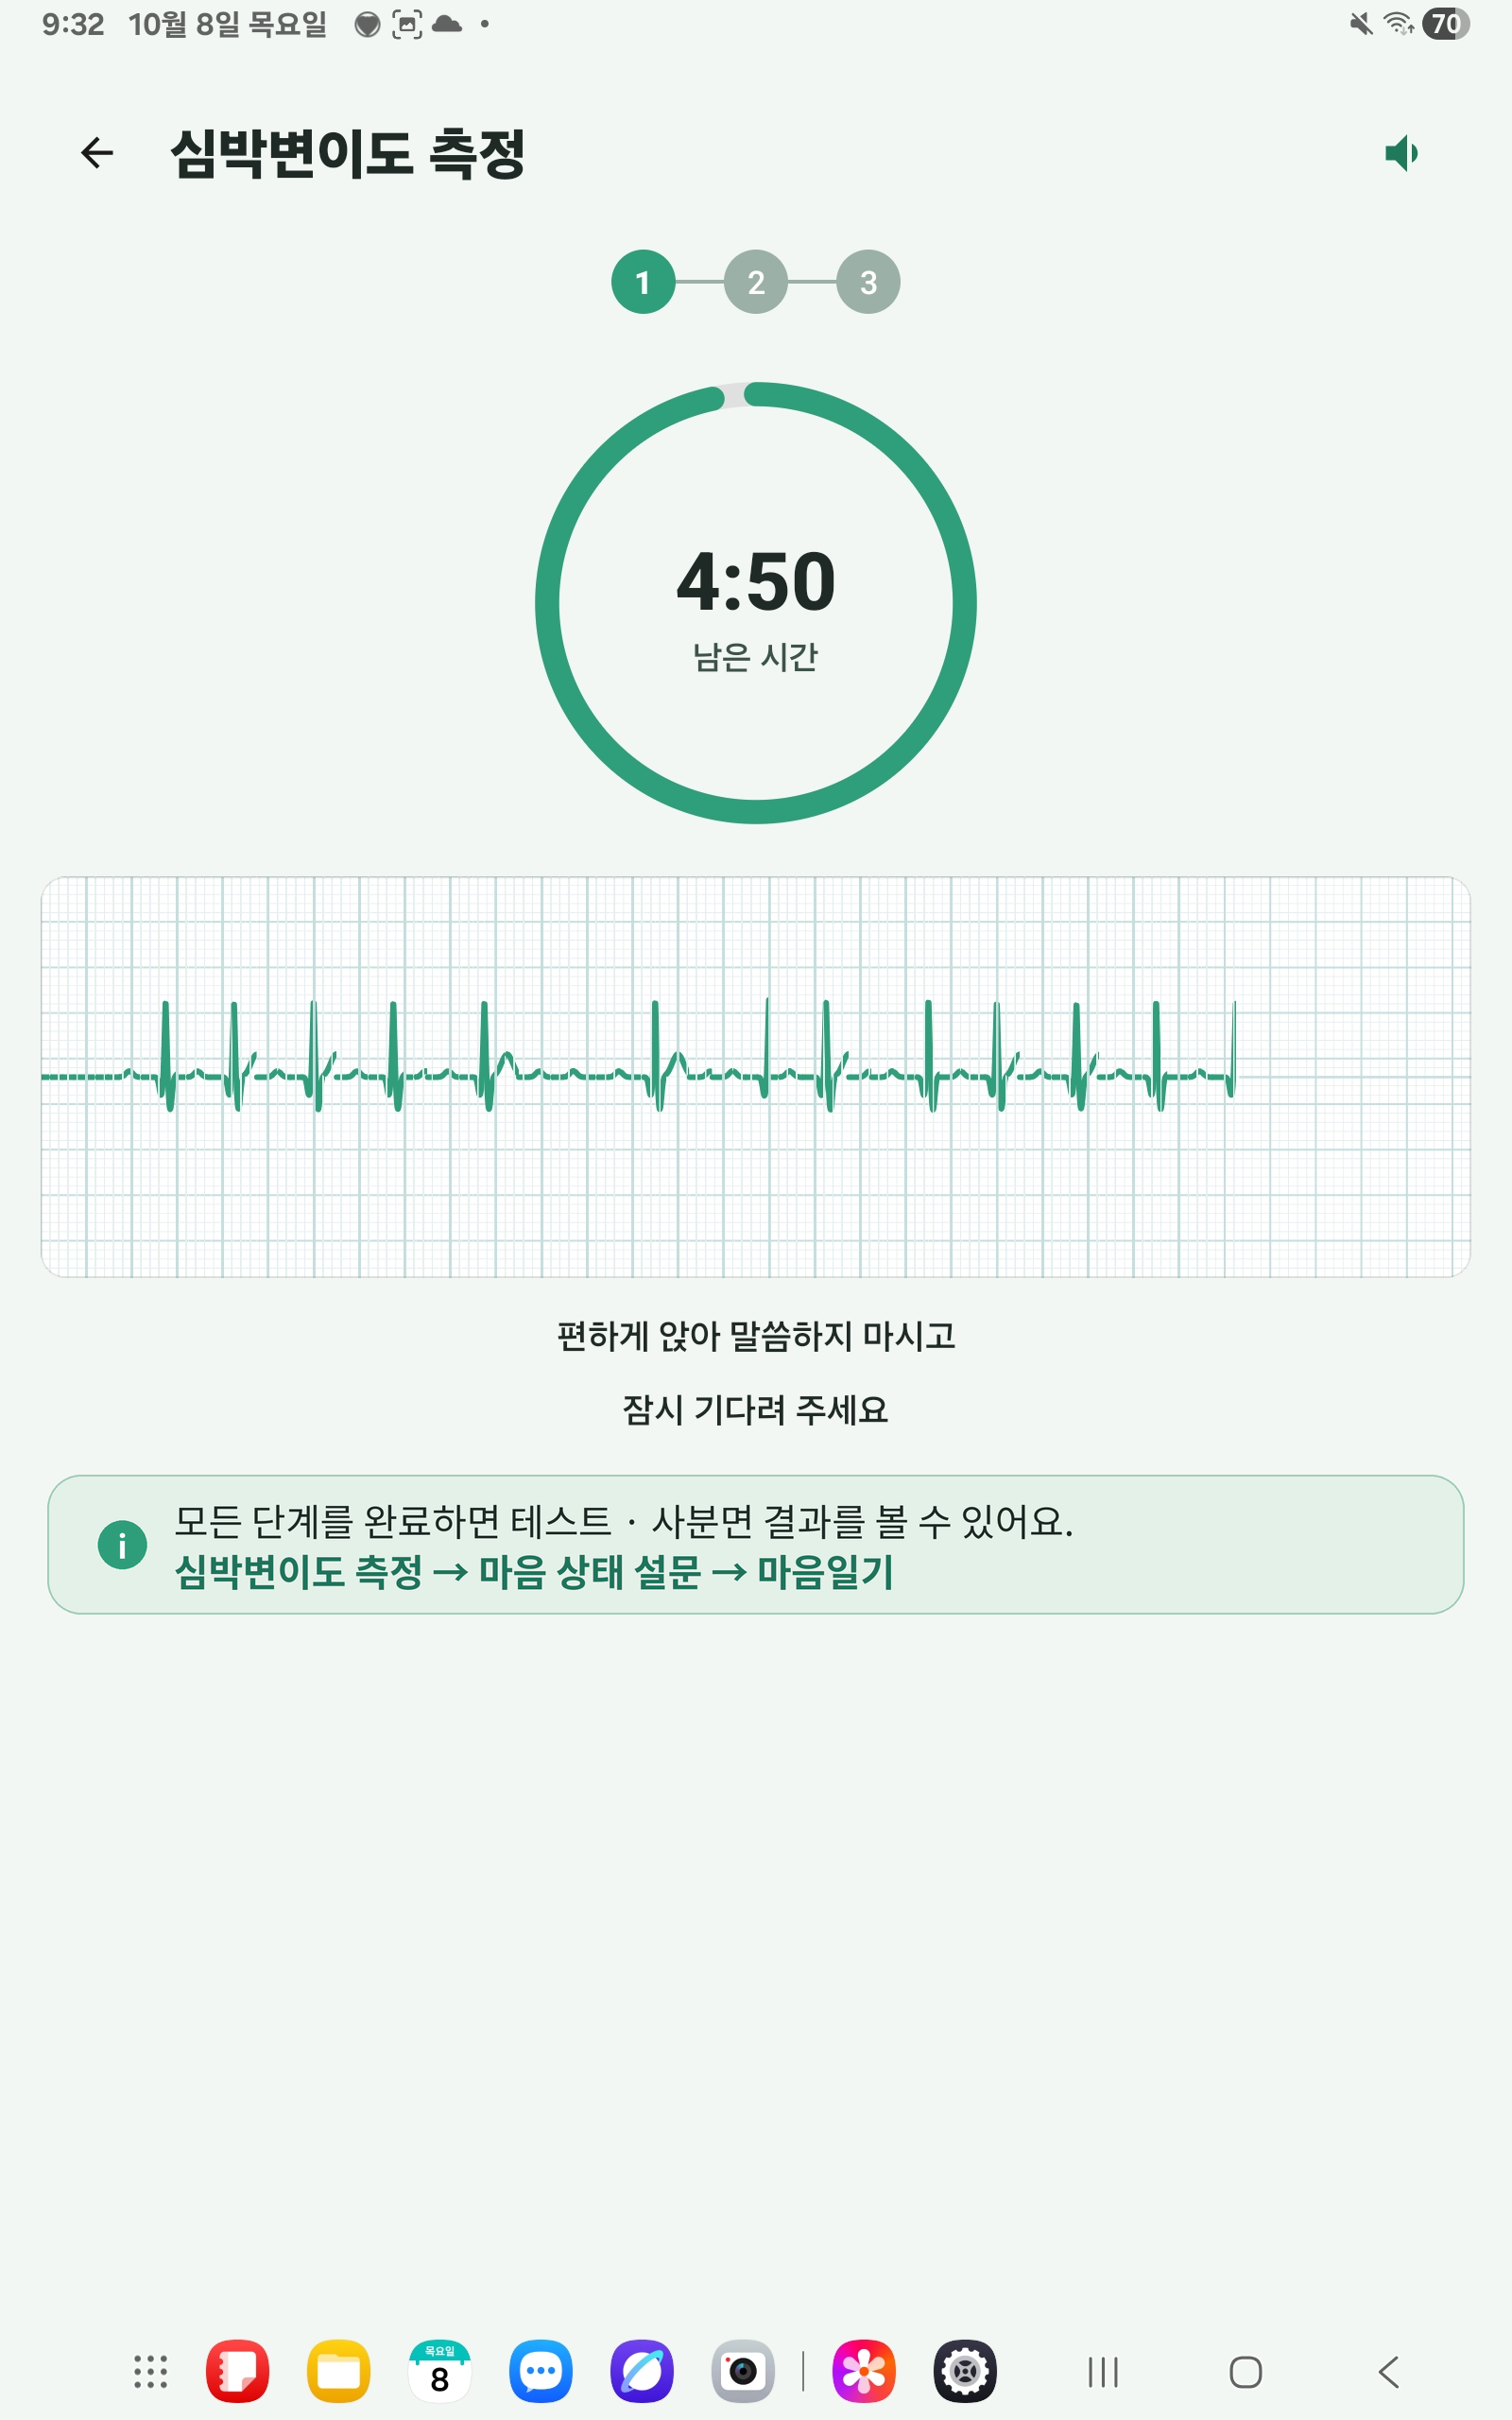 9:32 10월 8일 목요일
70
심박변이도 측정
1 2 3
4:50
남은 시간
편하게 앉아 말씀하지 마시고
잠시 기다려 주세요
모든 단계를 완료하면 테스트 · 사분면 결과를 볼 수 있어요.
심박변이도 측정 → 마음 상태 설문 → 마음일기
목요일
8